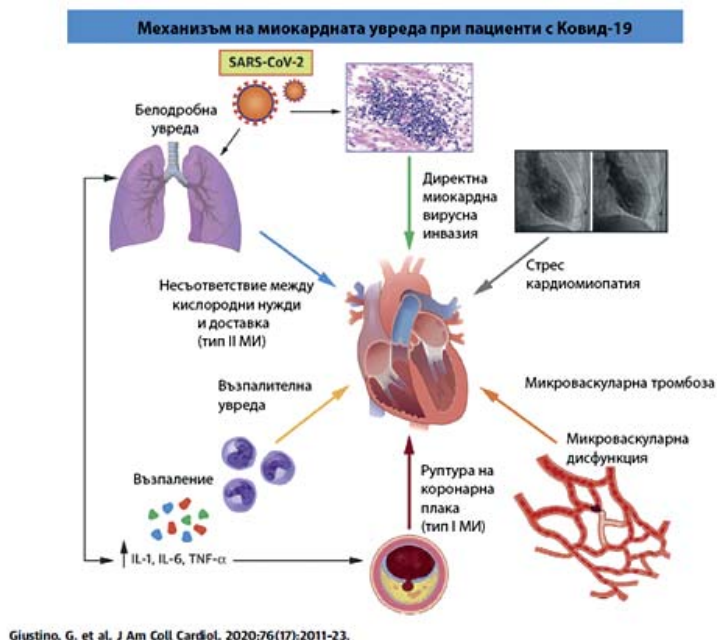 Механизъм на миокардната увреда при пациенти с Ковид-19
SARS-CoV-2
Белодробна
увреда
Директна
миокардна
вирусна
инвазия
Стрес
кардиомиопатия
Несъответствие между
кислородни нужди
и доставка
(тип II МИ)
Възпалителна
увреда
Микроваскуларна тромбоза
Микроваскуларна
дисфункция
Възпаление
Руптура на
коронарна
плака
(тип I МИ)
↑ IL-1, IL-6, TNF-α
Giustino, G. et al. J Am Coll Cardiol. 2020;76(17):2011-23.